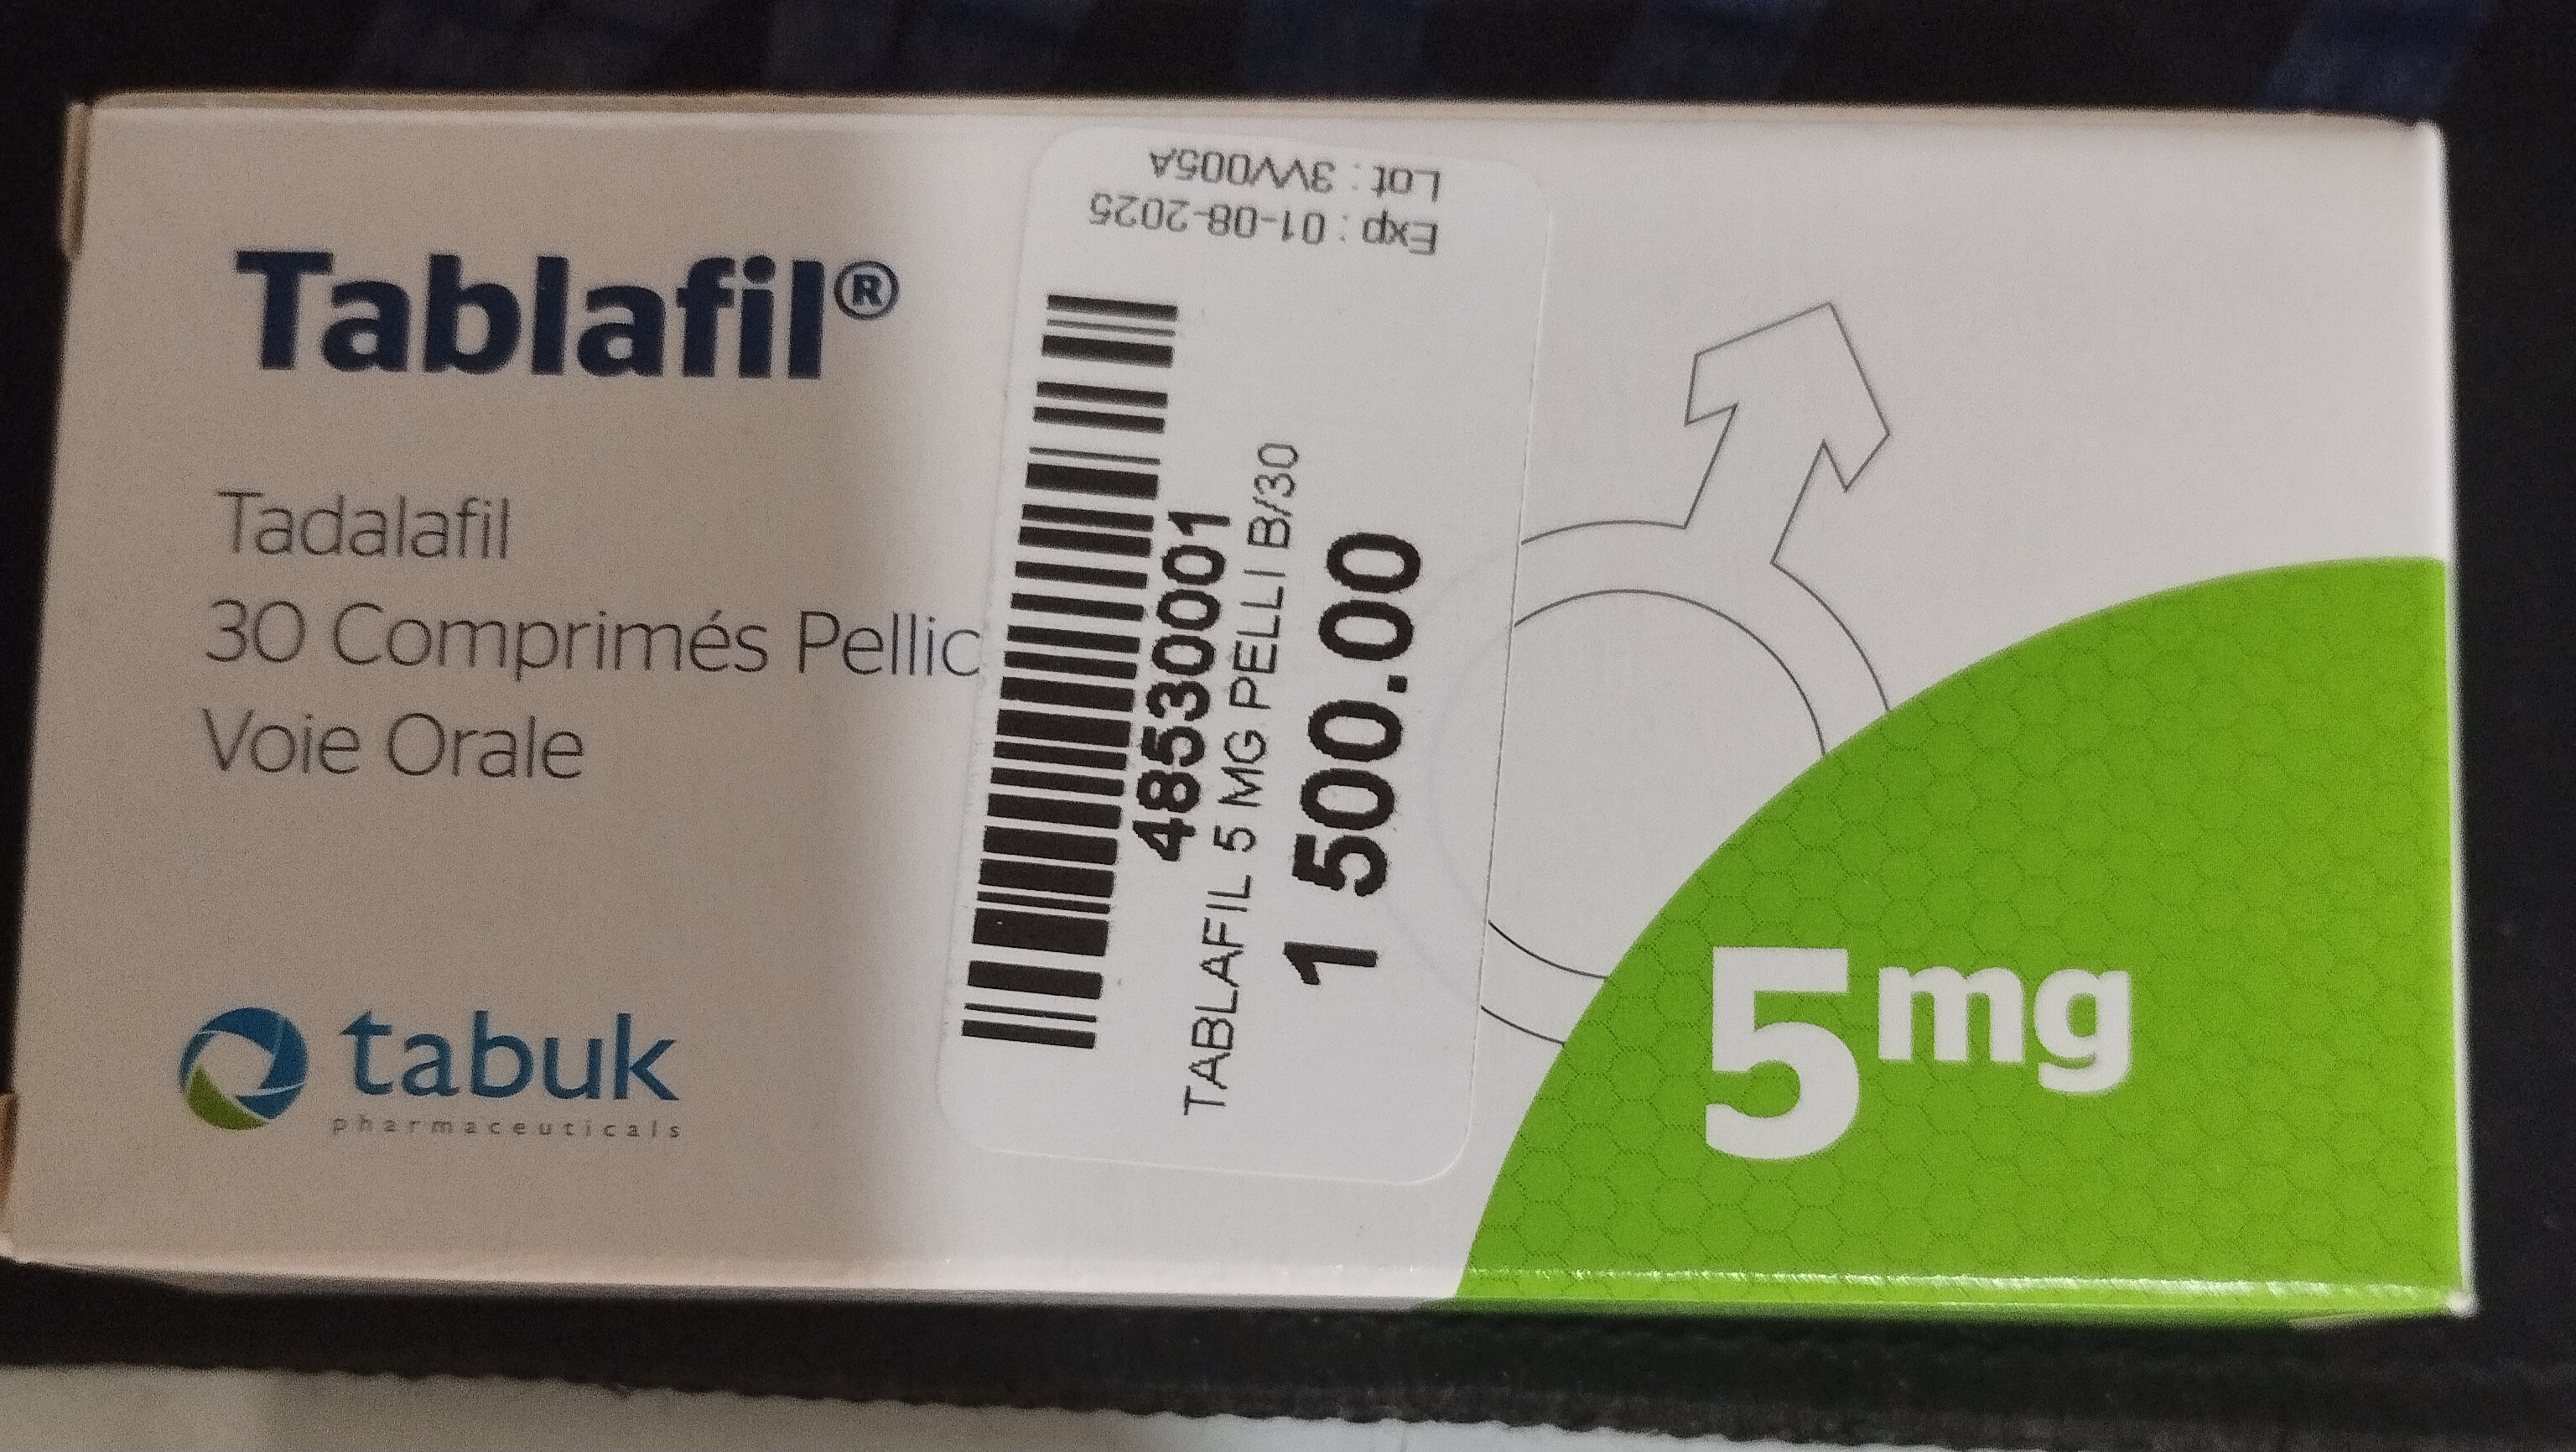 Tablafil®
Tadalafil
30 Comprimés Pellic
Voie Orale
tabuk
pharmaceuticals
Lot : 3VV005A
Exp : 01-08-2025
48530001
TABLAFIL 5 MG PELLI B/30
1 500.00
5mg